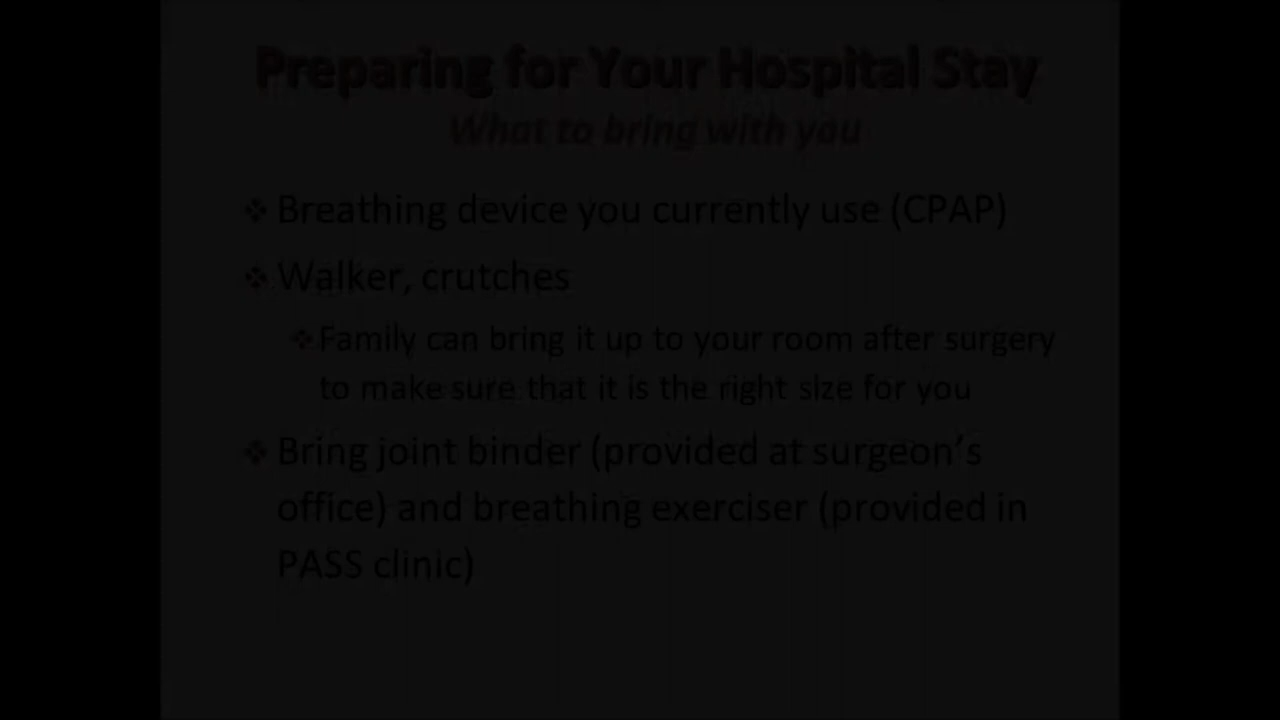 Preparing for Your Hospital Stay
What to bring with you
❖ Breathing device you currently use (CPAP)
❖ Walker, crutches
❖ Family can bring it up to your room after surgery
to make sure that it is the right size for you
❖ Bring joint binder (provided at surgeon's
office) and breathing exerciser (provided in
PASS clinic)